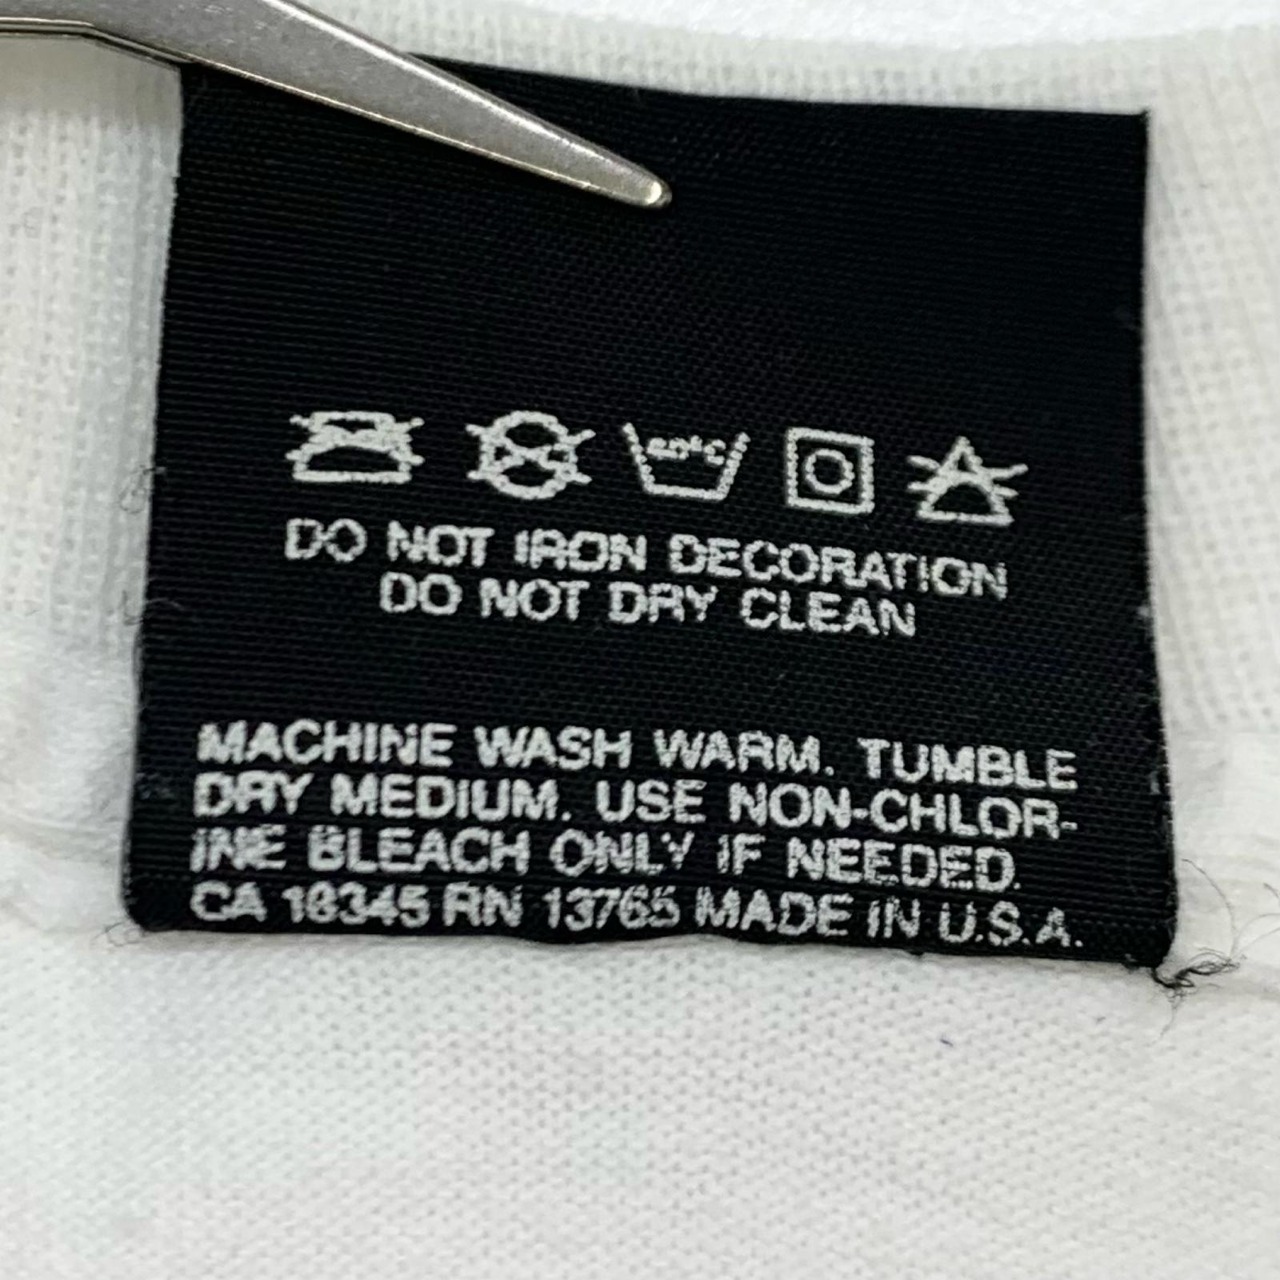 40°C
DO NOT IRON DECORATION
DO NOT DRY CLEAN
MACHINE WASH WARM. TUMBLE
DRY MEDIUM. USE NON-CHLOR-
INE BLEACH ONLY IF NEEDED.
CA 18345 RN 13765 MADE IN U.S.A.